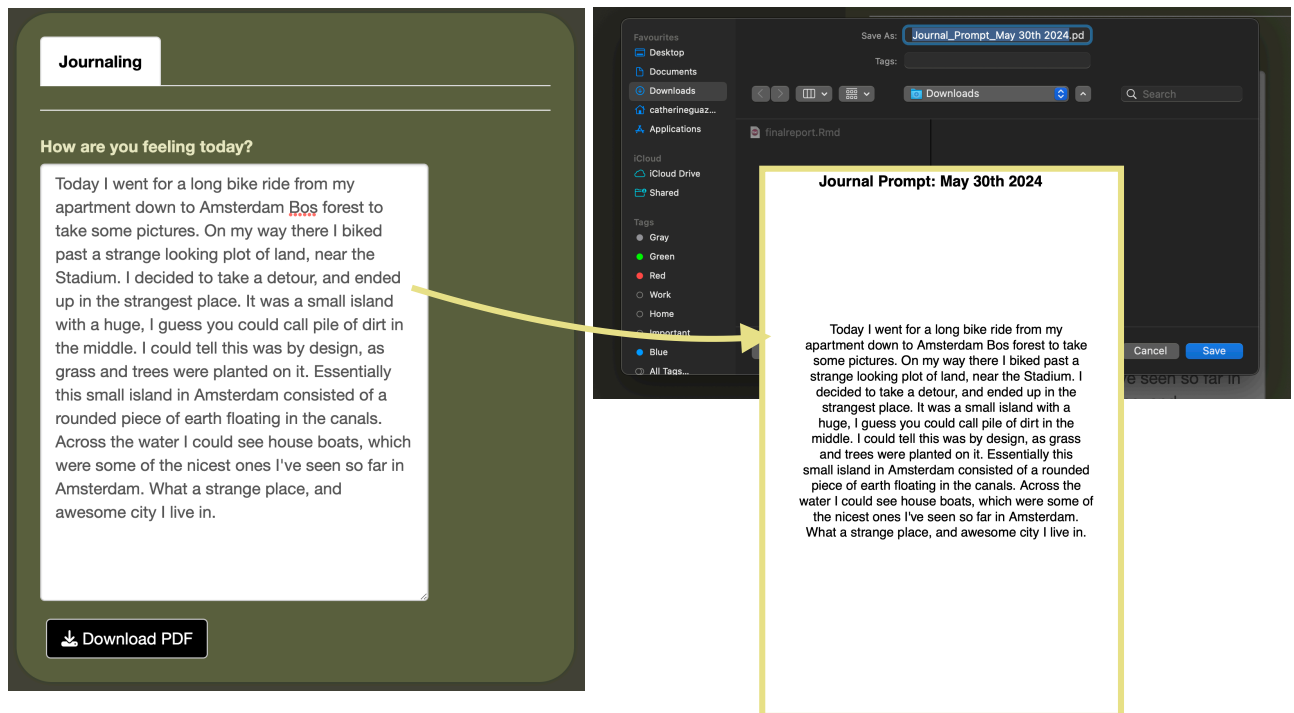 Journaling
How are you feeling today?
Today I went for a long bike ride from my
apartment down to Amsterdam Bos forest to
take some pictures. On my way there I biked
past a strange looking plot of land, near the
Stadium. I decided to take a detour, and ended
up in the strangest place. It was a small island
with a huge, I guess you could call pile of dirt in
the middle. I could tell this was by design, as
grass and trees were planted on it. Essentially
this small island in Amsterdam consisted of a
rounded piece of earth floating in the canals.
Across the water I could see house boats, which
were some of the nicest ones I've seen so far in
Amsterdam. What a strange place, and
awesome city I live in.
Download PDF
Favourites
Desktop
Documents
Downloads
catherineguaz...
Applications
iCloud
iCloud Drive
Shared
Tags
Gray
Green
Red
Work
Home
Important
Blue
All Tags...
Save As: Journal_Prompt_May 30th 2024.pd
Tags:
Downloads
Search
finalreport.Rmd
Cancel
Save
've seen so far in
Journal Prompt: May 30th 2024
Today I went for a long bike ride from my
apartment down to Amsterdam Bos forest to take
some pictures. On my way there I biked past a
strange looking plot of land, near the Stadium. I
decided to take a detour, and ended up in the
strangest place. It was a small island with a
huge, I guess you could call pile of dirt in the
middle. I could tell this was by design, as grass
and trees were planted on it. Essentially this
small island in Amsterdam consisted of a rounded
piece of earth floating in the canals. Across the
water I could see house boats, which were some of
the nicest ones I've seen so far in Amsterdam.
What a strange place, and awesome city I live in.